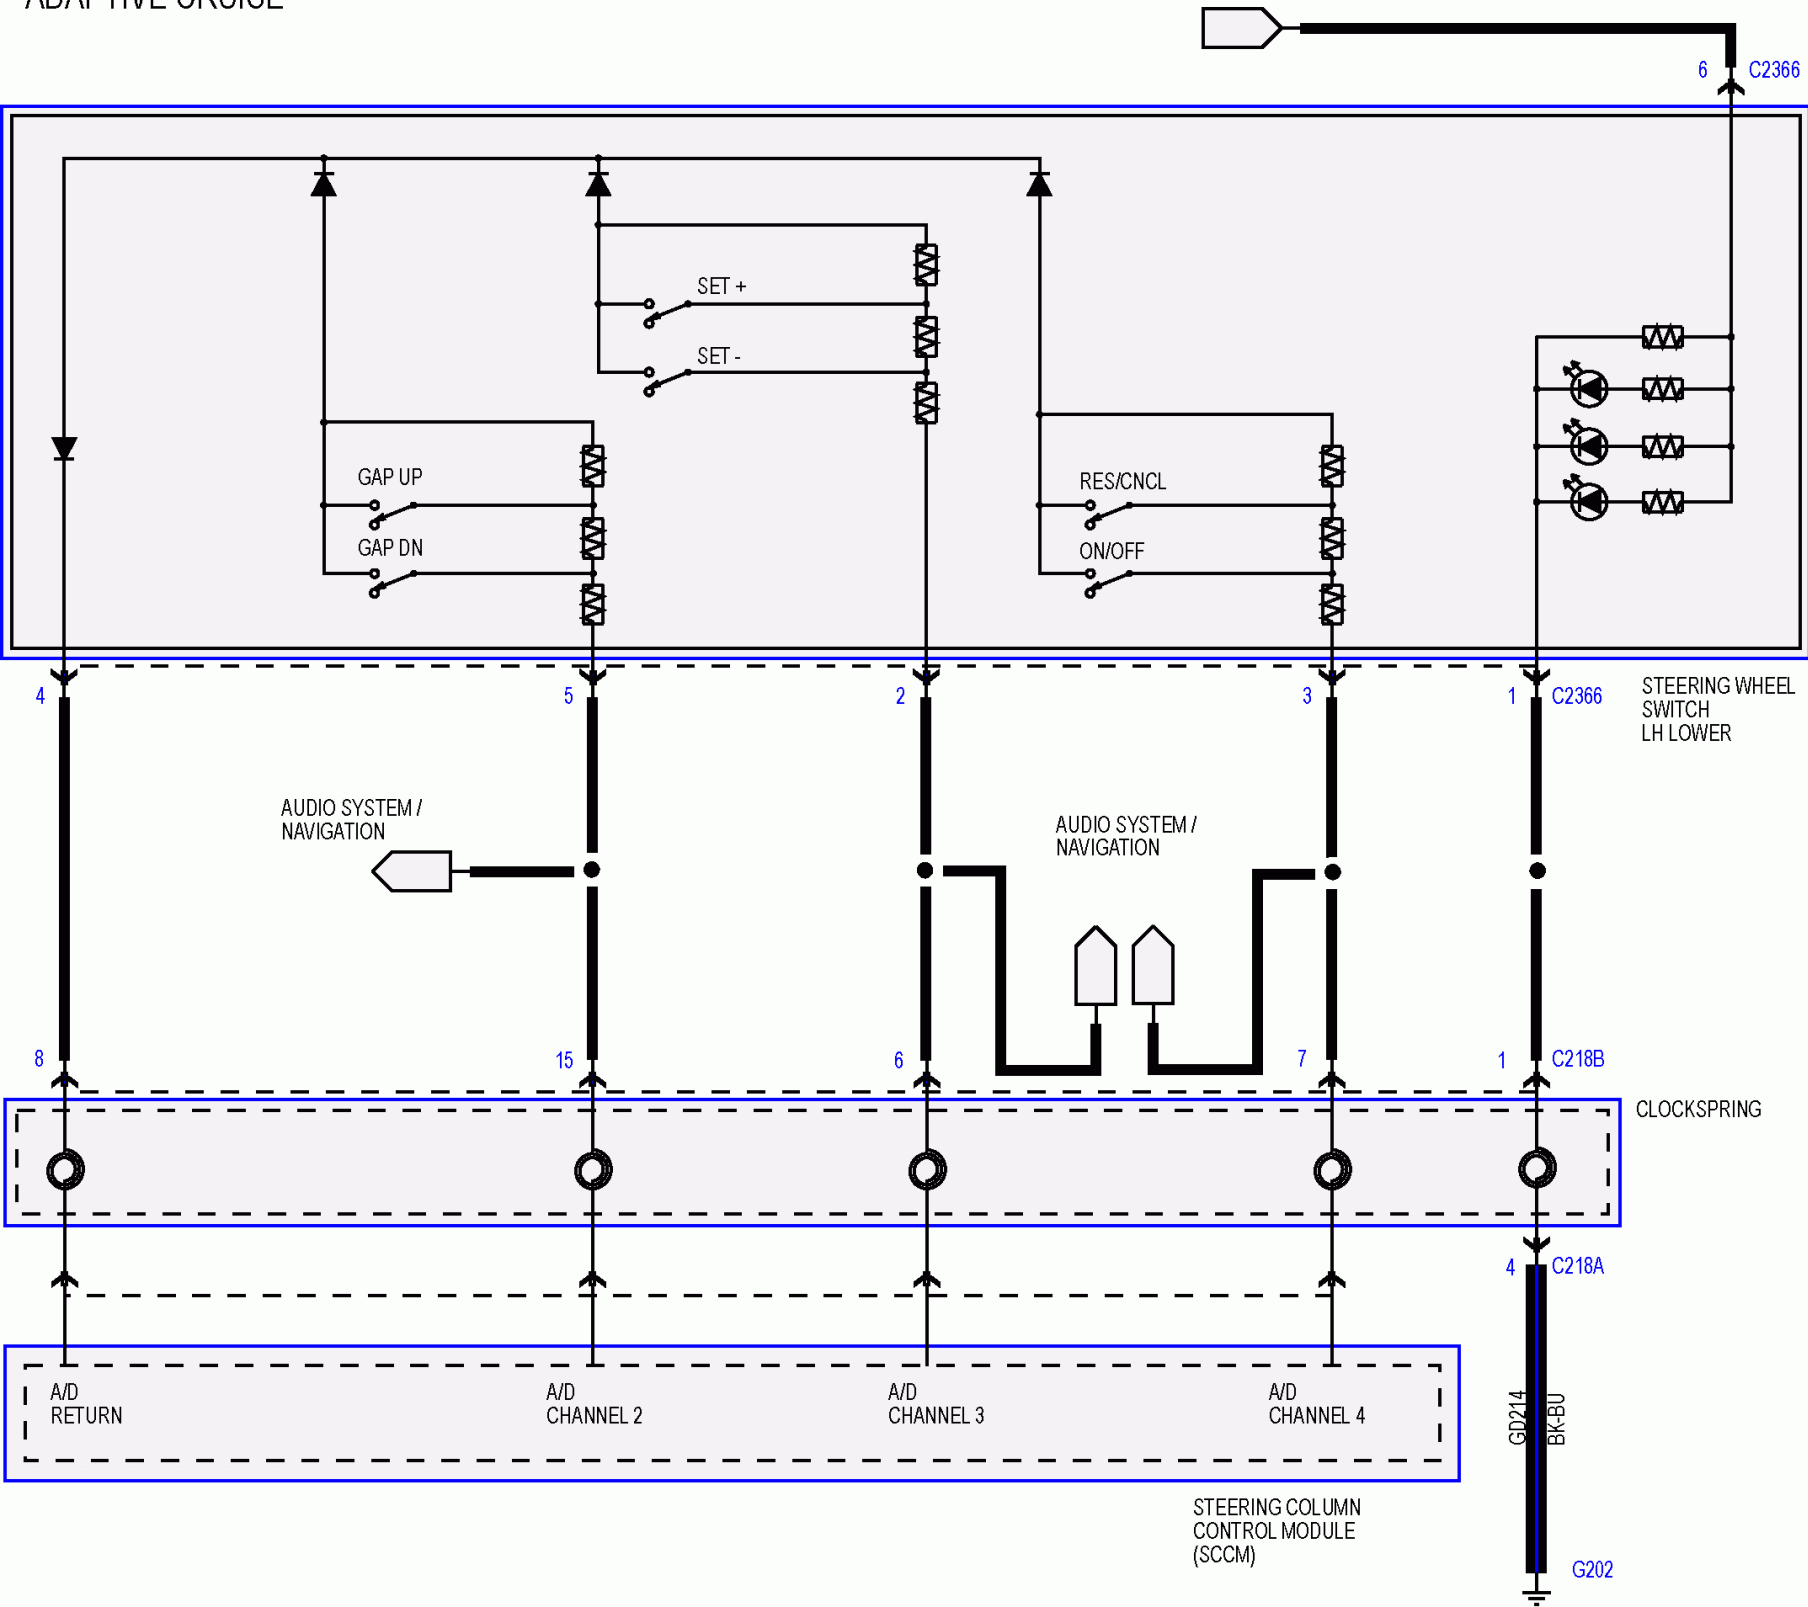 ADAPTIVE CRUISE
6 C2366
SET +
SET -
GAP UP
GAP DN
RES/CNCL
ON/OFF
4 5 2 3 1 C2366
STEERING WHEEL
SWITCH
LH LOWER
AUDIO SYSTEM /
NAVIGATION
AUDIO SYSTEM /
NAVIGATION
8 15 6 7 1 C218B
CLOCKSPRING
4 C218A
A/D
RETURN
A/D
CHANNEL 2
A/D
CHANNEL 3
A/D
CHANNEL 4
GD214
BK-BU
STEERING COLUMN
CONTROL MODULE
(SCCM)
G202